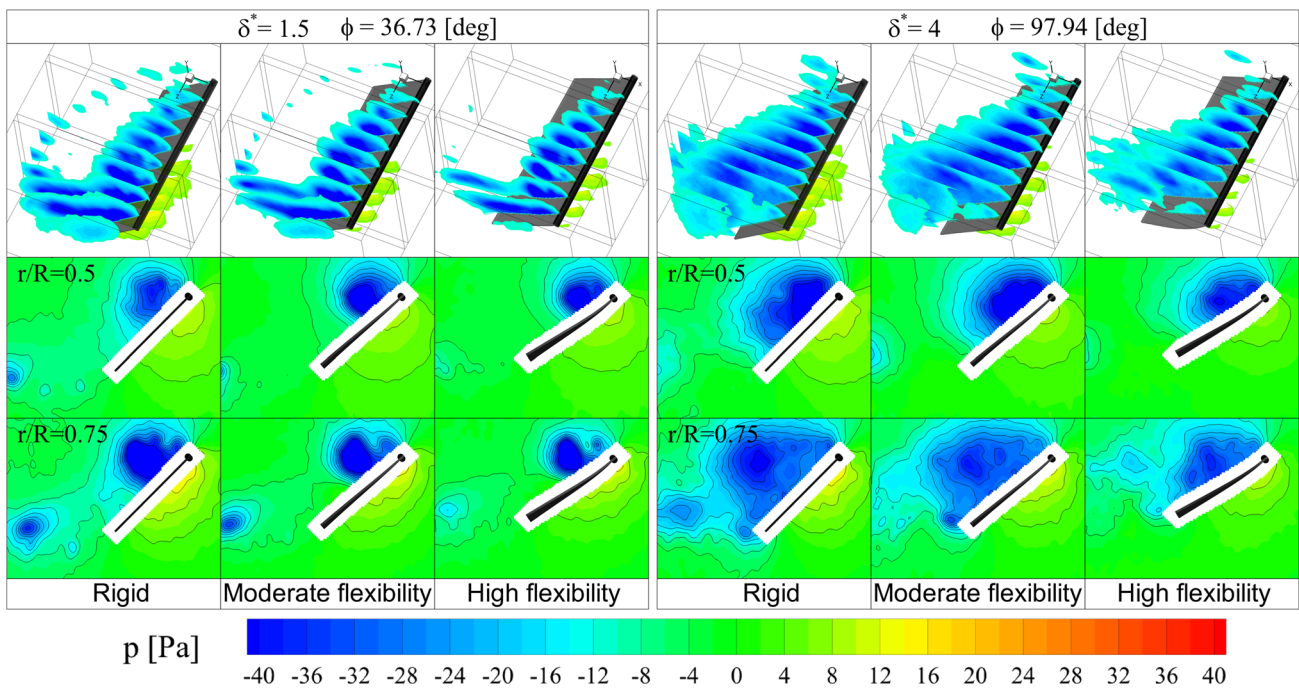 δ*= 1.5 ϕ = 36.73 [deg]
δ*= 4 ϕ = 97.94 [deg]
r/R=0.5
r/R=0.5
r/R=0.75
r/R=0.75
Rigid
Moderate flexibility
High flexibility
Rigid
Moderate flexibility
High flexibility
p [Pa]
-40 -36 -32 -28 -24 -20 -16 -12 -8 -4 0 4 8 12 16 20 24 28 32 36 40